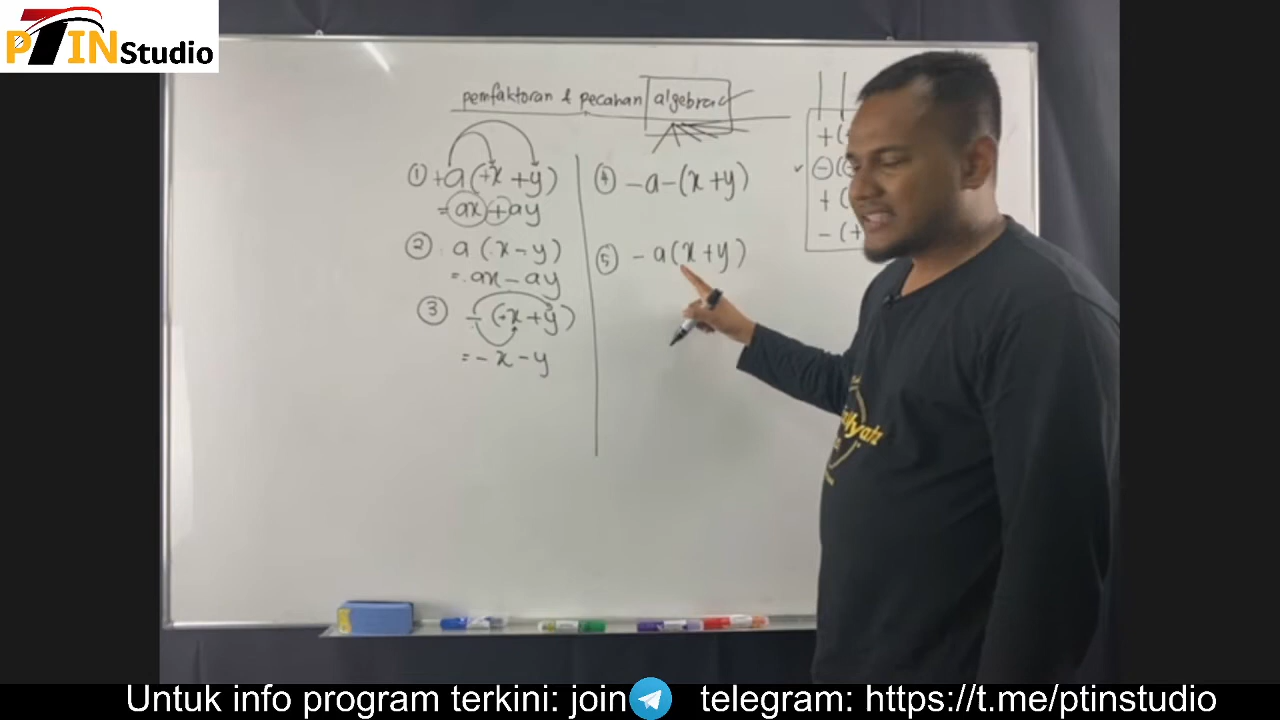 PTIN Studio
pemfaktoran & pecahan algebra
① +a(+x+y)
= ax+ay
② a(x-y)
= ax-ay
③ -(+x+y)
= -x-y
④ -a-(x+y)
⑤ -a(x+y)
+(
-(
+(
-(+
Untuk info program terkini: join telegram: https://t.me/ptinstudio